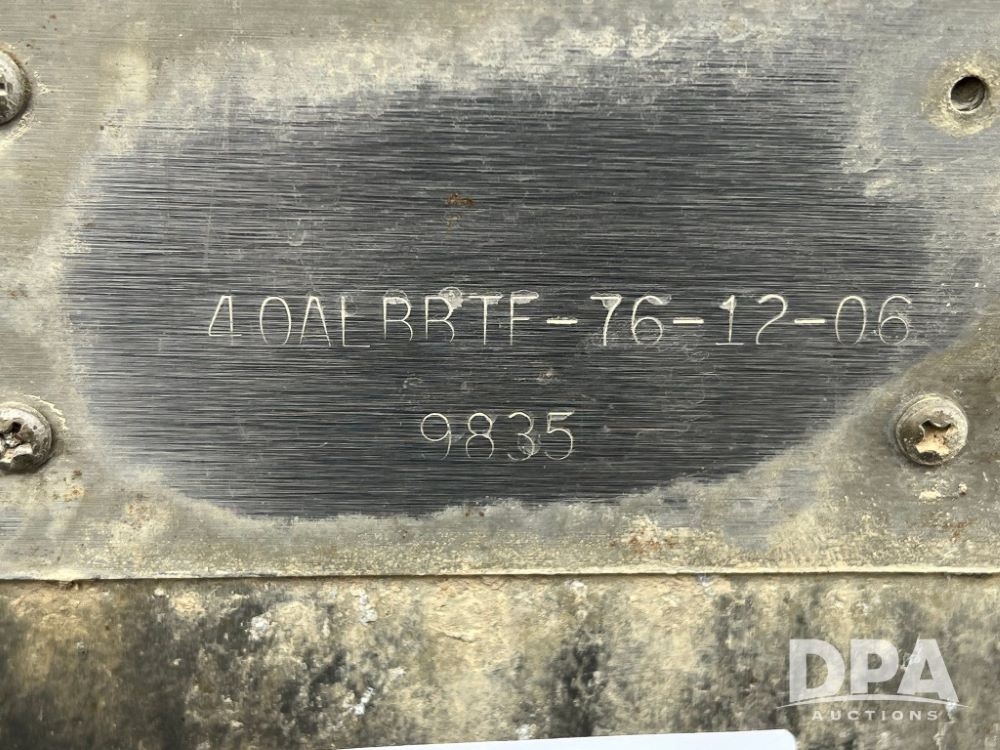 40ALBBTF-76-12-06
9835
DPA
AUCTIONS